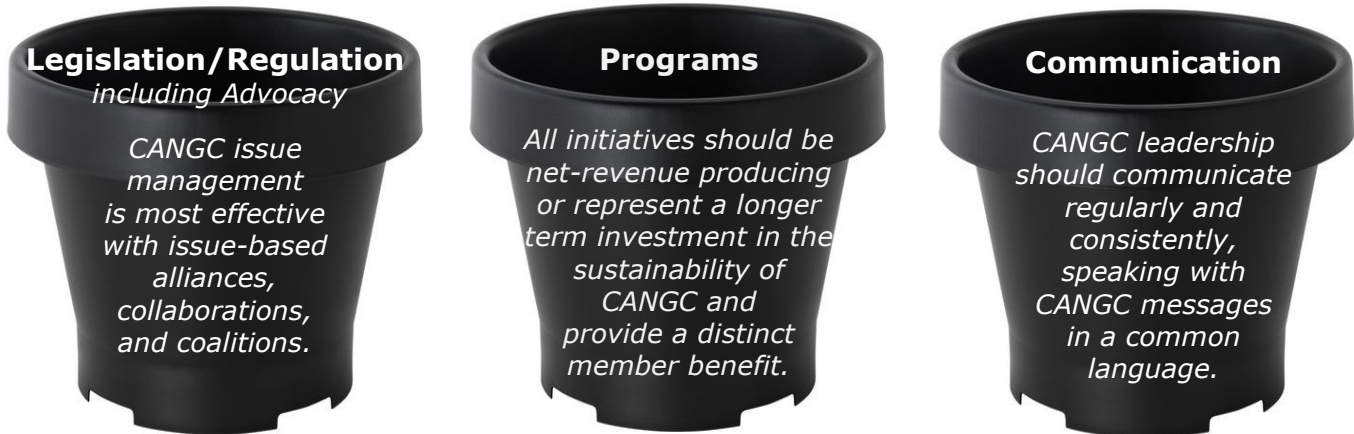 Legislation/Regulation
including Advocacy
CANGC issue
management
is most effective
with issue-based
alliances,
collaborations,
and coalitions.
Programs
All initiatives should be
net-revenue producing
or represent a longer
term investment in the
sustainability of
CANGC and
provide a distinct
member benefit.
Communication
CANGC leadership
should communicate
regularly and
consistently,
speaking with
CANGC messages
in a common
language.